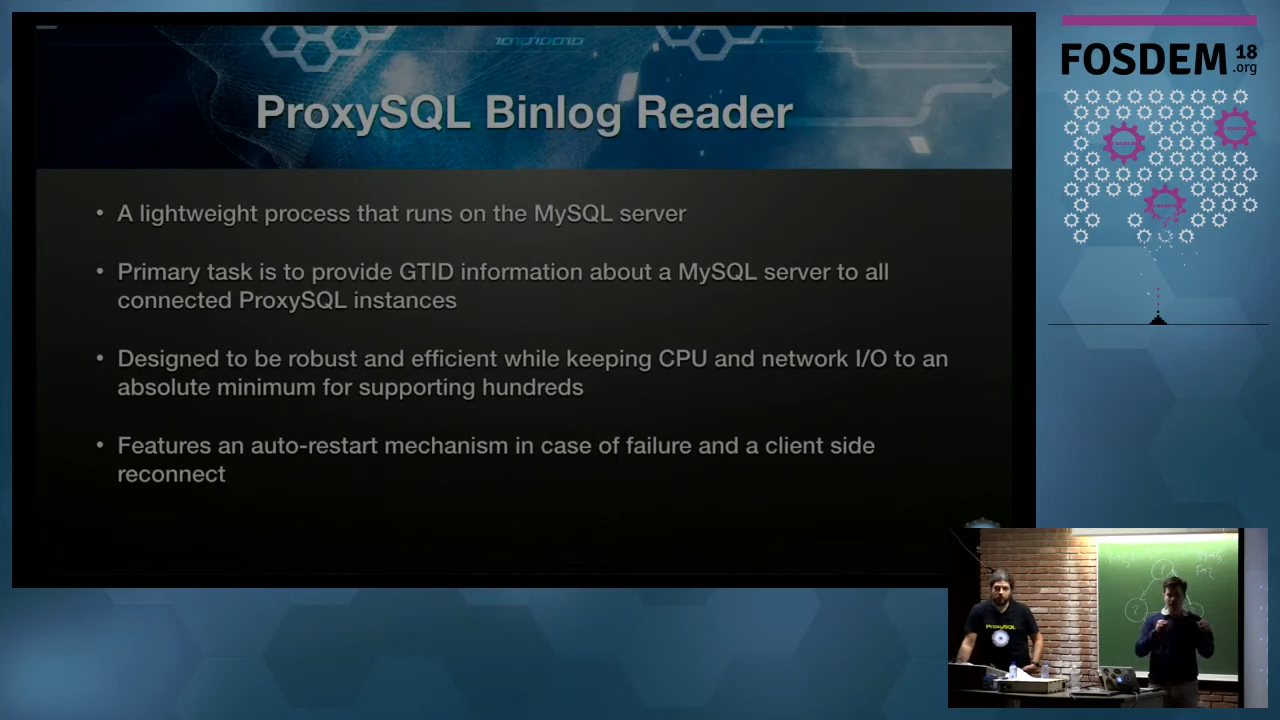 ProxySQL Binlog Reader
• A lightweight process that runs on the MySQL server
• Primary task is to provide GTID information about a MySQL server to all
connected ProxySQL instances
• Designed to be robust and efficient while keeping CPU and network I/O to an
absolute minimum for supporting hundreds
• Features an auto-restart mechanism in case of failure and a client side
reconnect
FOSDEM 18
.org
ProxySQL